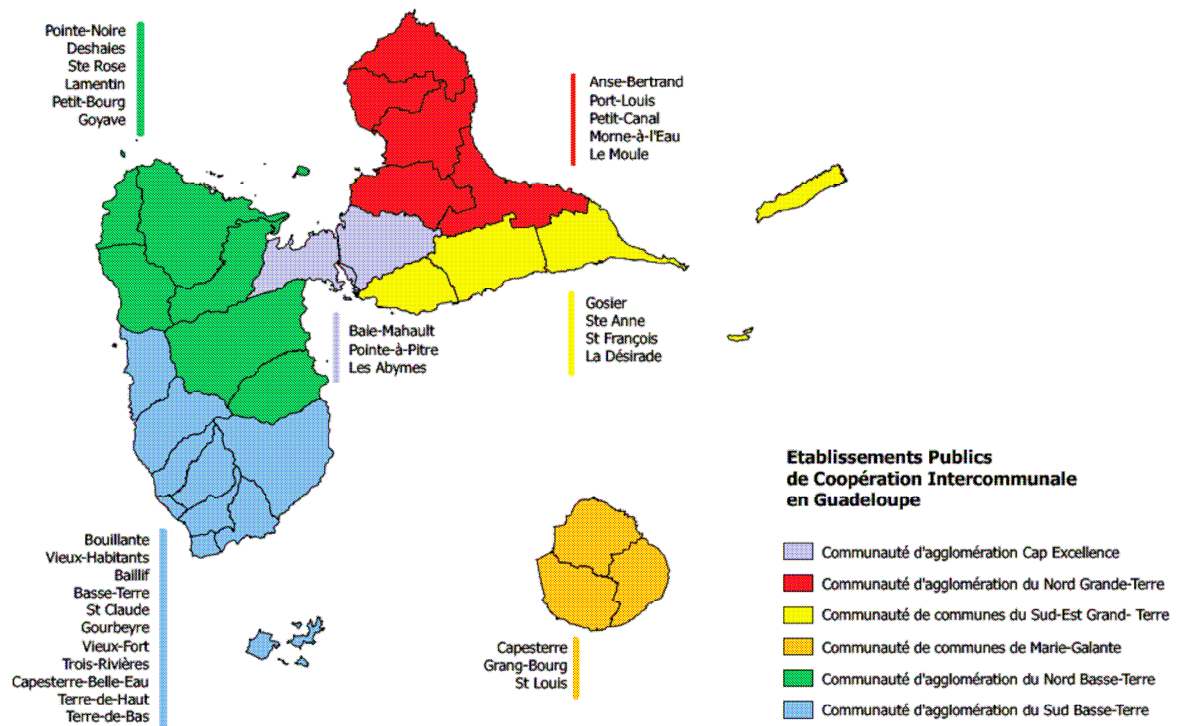 Pointe-Noire
Deshaies
Ste Rose
Lamentin
Petit-Bourg
Goyave
Anse-Bertrand
Port-Louis
Petit-Canal
Morne-à-l'Eau
Le Moule
Baie-Mahault
Pointe-à-Pitre
Les Abymes
Gosier
Ste Anne
St François
La Désirade
Bouillante
Vieux-Habitants
Baillif
Basse-Terre
St Claude
Gourbeyre
Vieux-Fort
Trois-Rivières
Capesterre-Belle-Eau
Terre-de-Haut
Terre-de-Bas
Capesterre
Grang-Bourg
St Louis
Etablissements Publics
de Coopération Intercommunale
en Guadeloupe
Communauté d'agglomération Cap Excellence
Communauté d'agglomération du Nord Grande-Terre
Communauté de communes du Sud-Est Grand- Terre
Communauté de communes de Marie-Galante
Communauté d'agglomération du Nord Basse-Terre
Communauté d'agglomération du Sud Basse-Terre